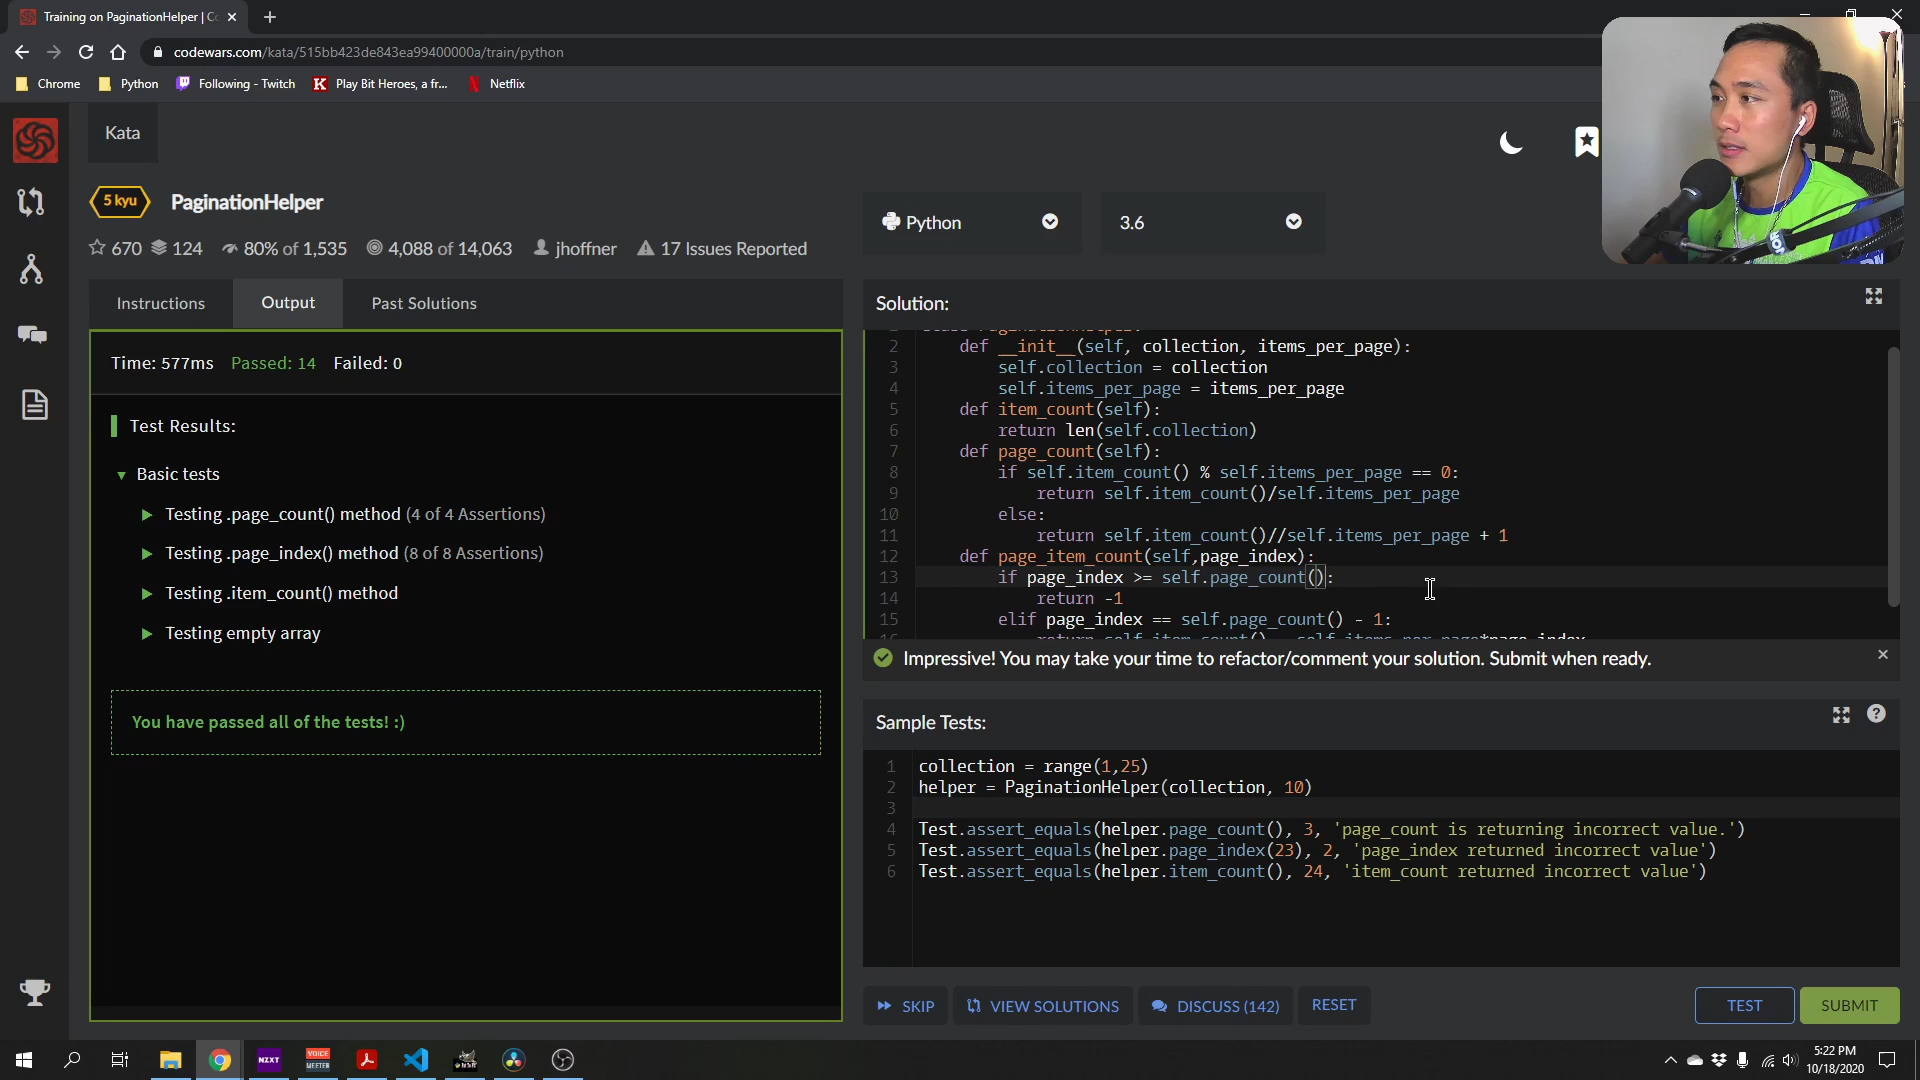 Training on PaginationHelper | Co
codewars.com/kata/515bb423de843ea99400000a/train/python
Chrome
Python
Following - Twitch
K
Play Bit Heroes, a fr...
N
Netflix
Kata
5 kyu
PaginationHelper
670
124
80% of 1,535
4,088 of 14,063
jhoffner
17 Issues Reported
Python
3.6
Instructions
Output
Past Solutions
Time: 577ms Passed: 14 Failed: 0
Test Results:
Basic tests
Testing .page_count() method (4 of 4 Assertions)
Testing .page_index() method (8 of 8 Assertions)
Testing .item_count() method
Testing empty array
You have passed all of the tests! :)
Solution:
2 def __init__(self, collection, items_per_page):
3 self.collection = collection
4 self.items_per_page = items_per_page
5 def item_count(self):
6 return len(self.collection)
7 def page_count(self):
8 if self.item_count() % self.items_per_page == 0:
9 return self.item_count()/self.items_per_page
10 else:
11 return self.item_count()//self.items_per_page + 1
12 def page_item_count(self,page_index):
13 if page_index >= self.page_count():
14 return -1
15 elif page_index == self.page_count() - 1:
Impressive! You may take your time to refactor/comment your solution. Submit when ready.
Sample Tests:
1 collection = range(1,25)
2 helper = PaginationHelper(collection, 10)
3
4 Test.assert_equals(helper.page_count(), 3, 'page_count is returning incorrect value.')
5 Test.assert_equals(helper.page_index(23), 2, 'page_index returned incorrect value')
6 Test.assert_equals(helper.item_count(), 24, 'item_count returned incorrect value')
SKIP
VIEW SOLUTIONS
DISCUSS (142)
RESET
TEST
SUBMIT
NZXT
VOICE
MEETER
5:22 PM
10/18/2020